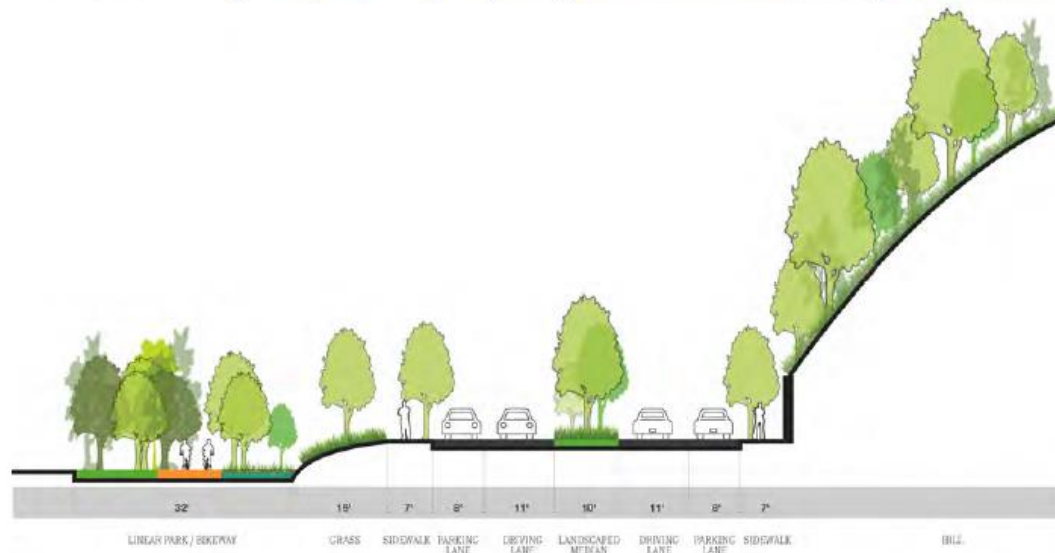 32' 15' 7' 8' 11' 10' 11' 8' 7'
LINEAR PARK / BIKEWAY GRASS SIDEWALK PARKING LANE DRIVING LANE LANDSCAPED MEDIAN DRIVING LANE PARKING LANE SIDEWALK HILL